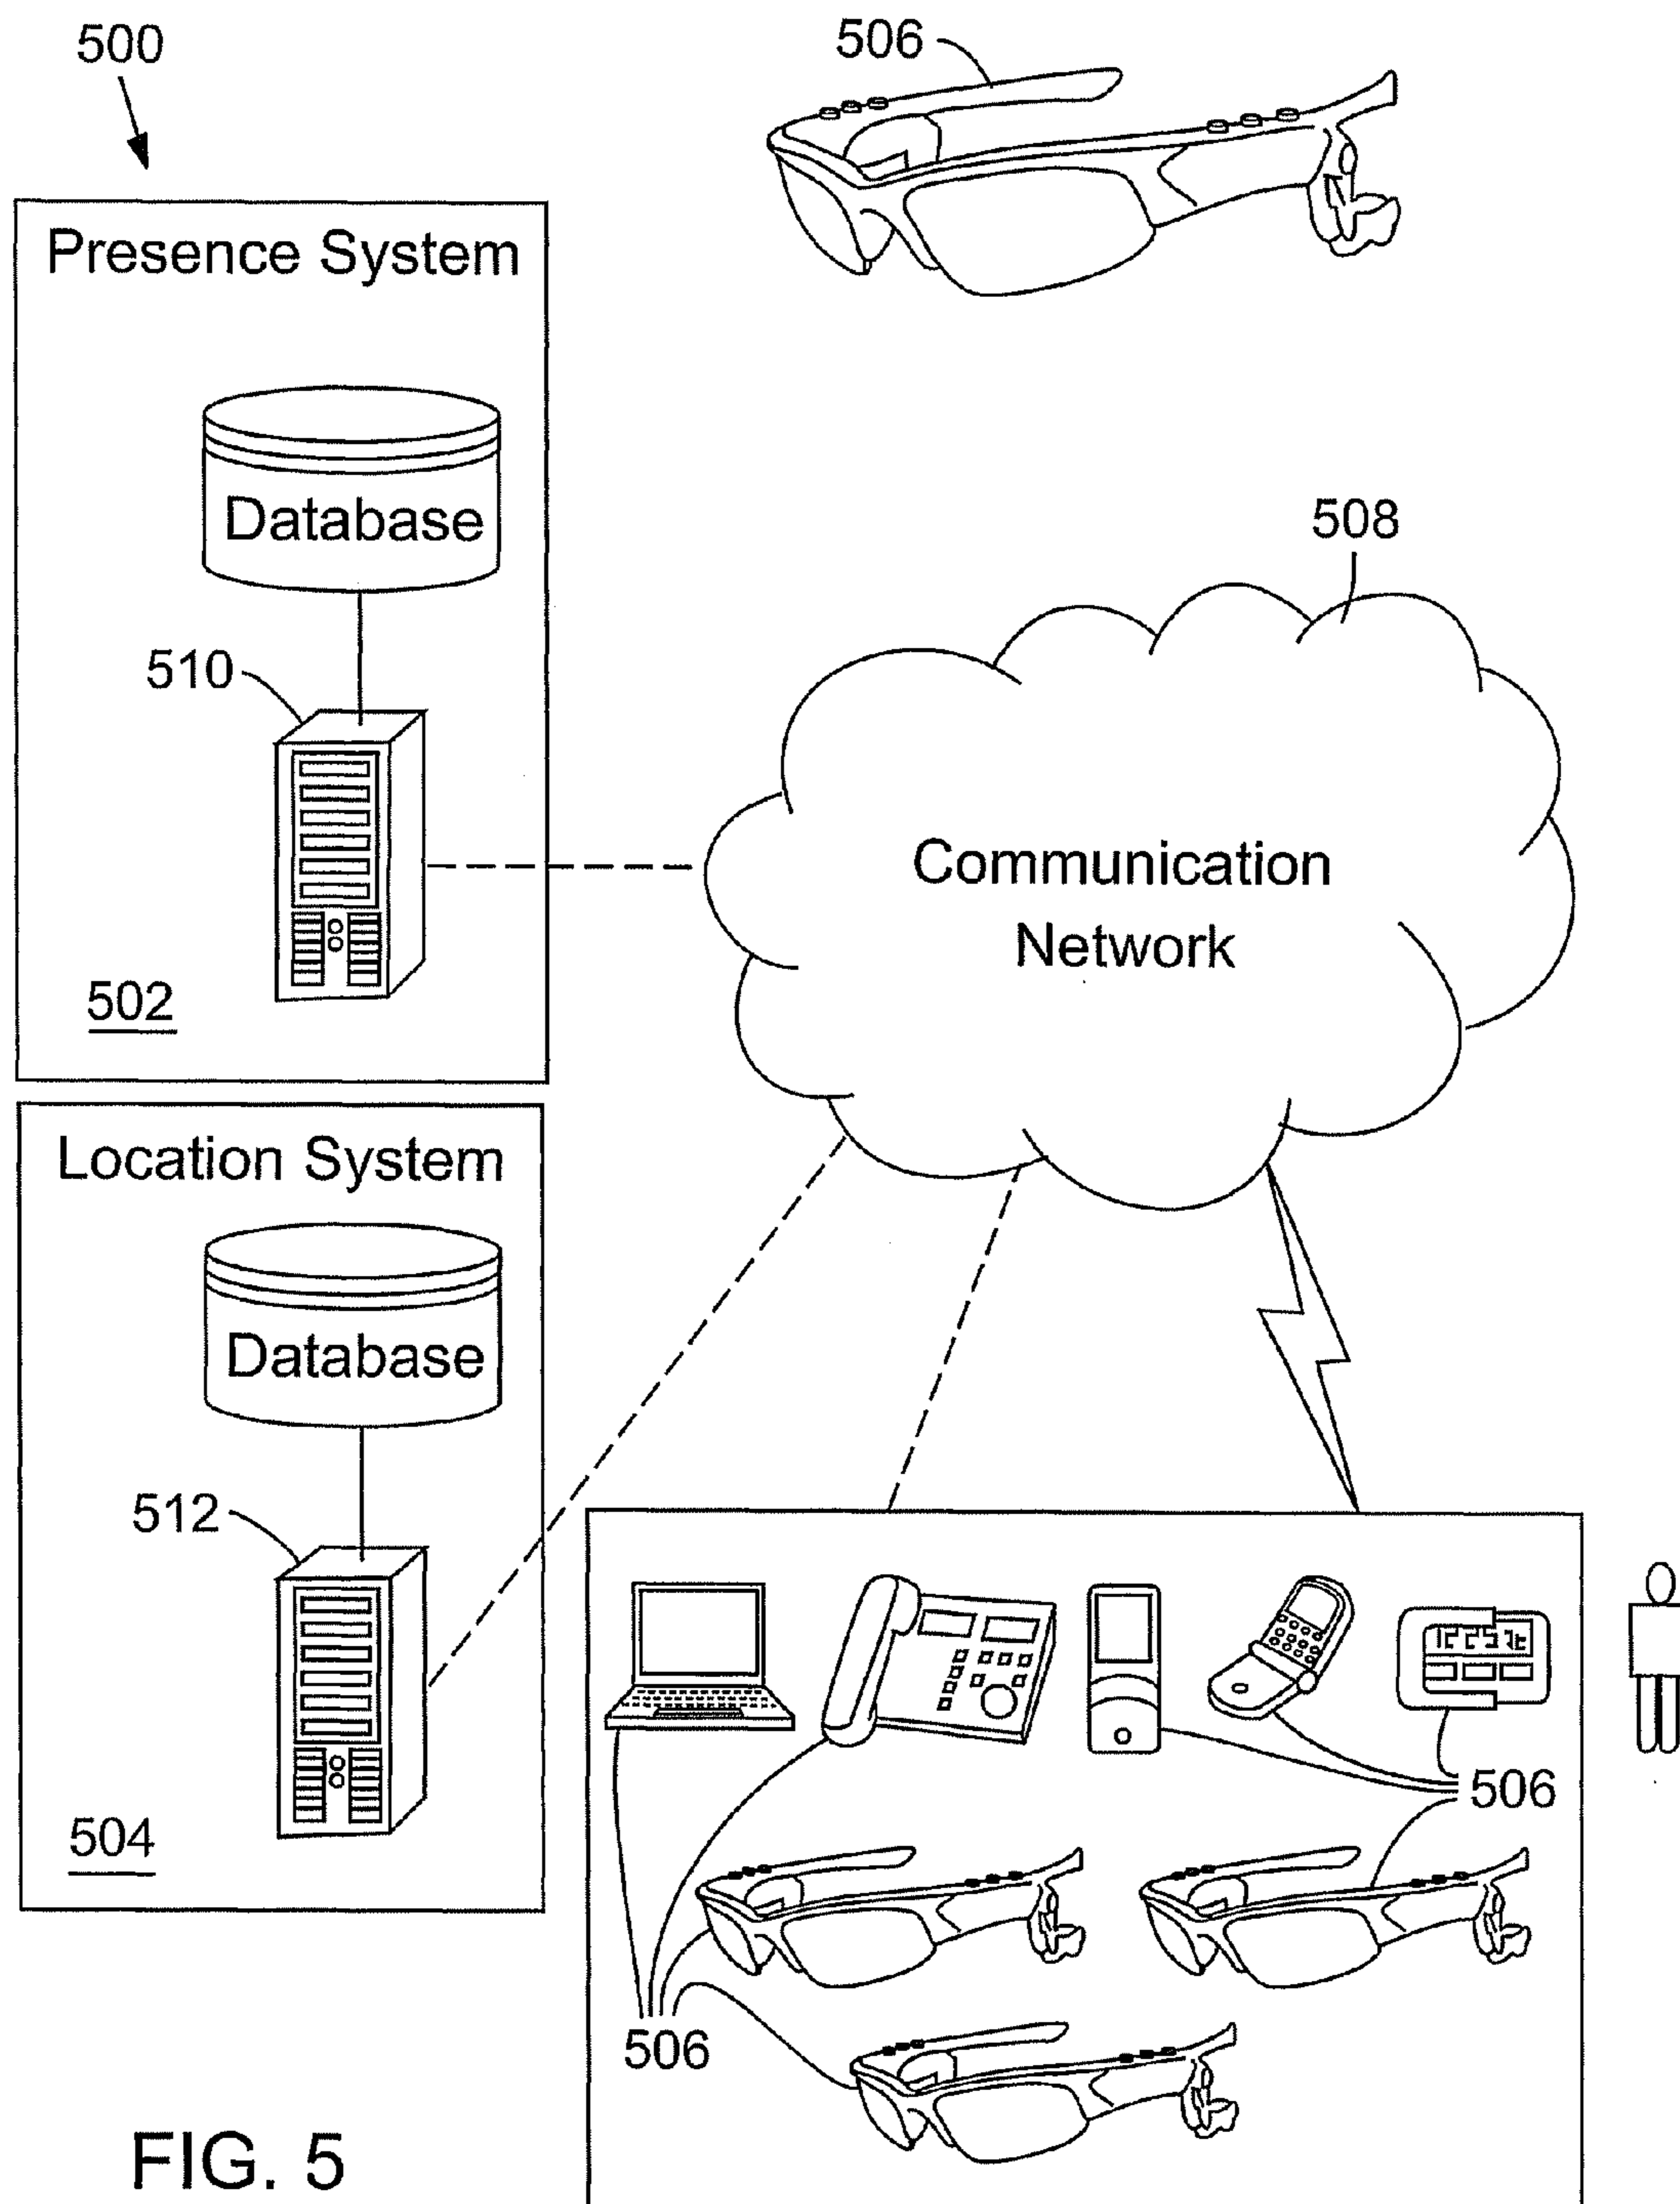 500
506
Presence System
Database
508
510
Communication
Network
502
Location System
Database
512
504
506
506
FIG. 5